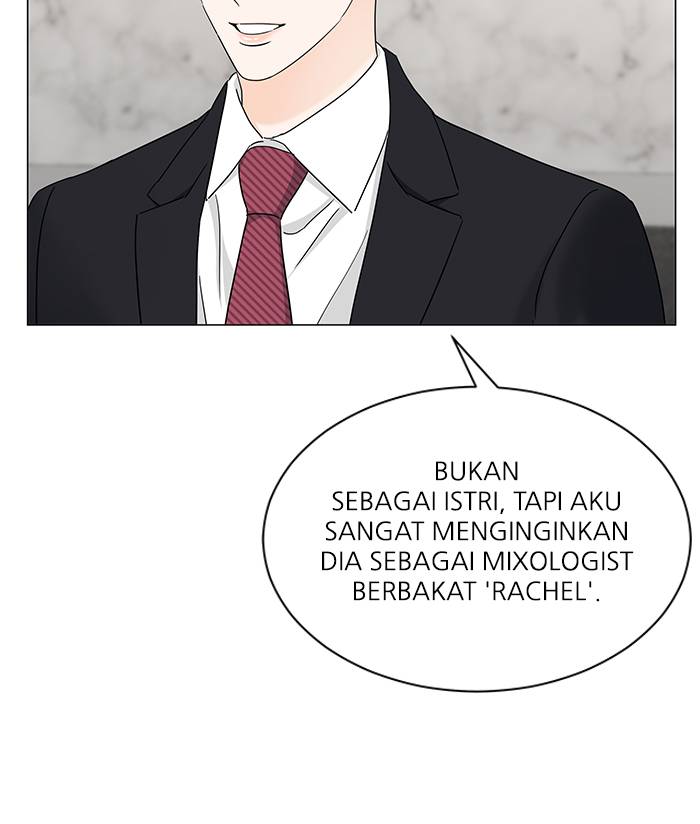 BUKAN
SEBAGAI ISTRI, TAPI AKU
SANGAT MENGINGINKAN
DIA SEBAGAI MIXOLOGIST
BERBAKAT 'RACHEL'.